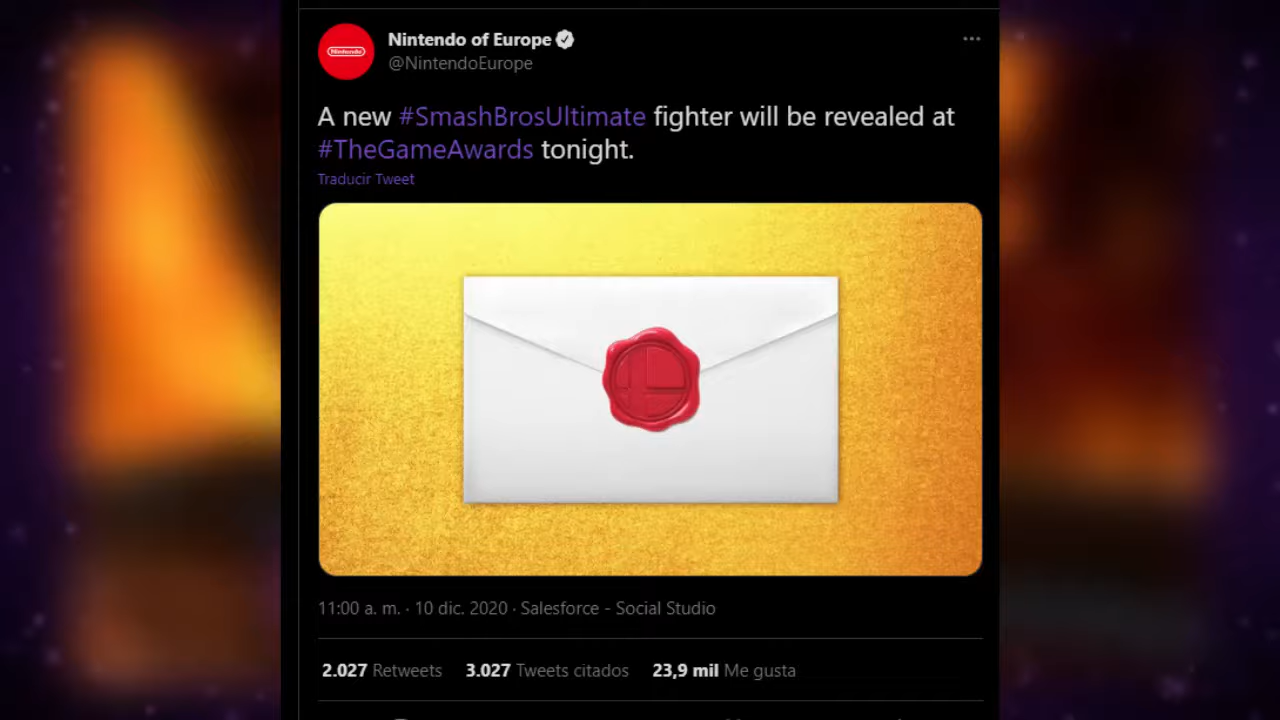 Nintendo of Europe
@NintendoEurope
Nintendo
A new #SmashBrosUltimate fighter will be revealed at
#TheGameAwards tonight.
Traducir Tweet
11:00 a. m. · 10 dic. 2020 · Salesforce - Social Studio
2.027 Retweets 3.027 Tweets citados 23,9 mil Me gusta